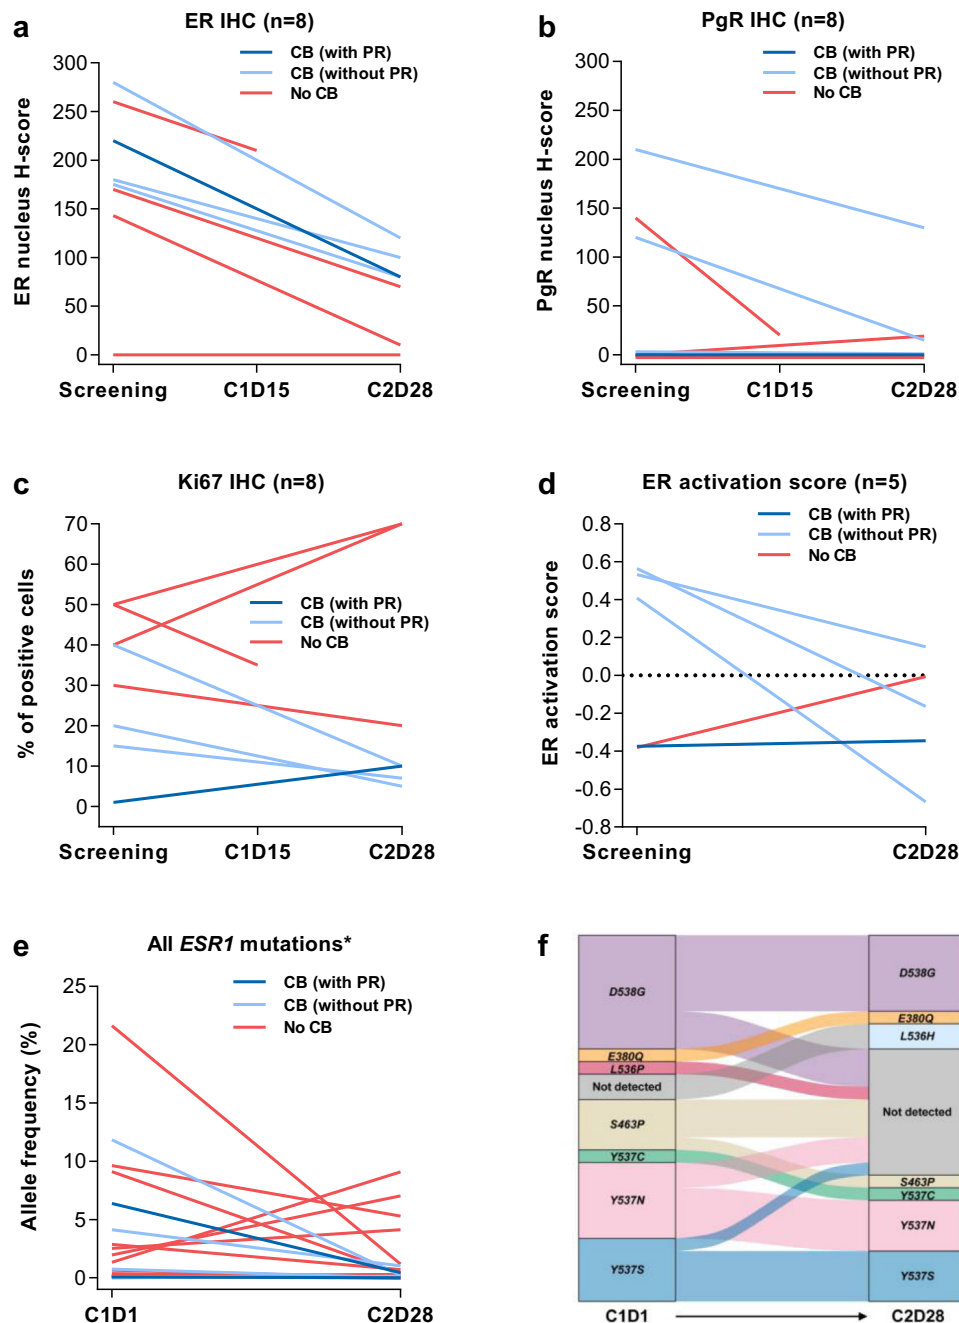 a
ER IHC (n=8)
CB (with PR)
CB (without PR)
No CB
ER nucleus H-score
300
250
200
150
100
50
0
Screening
C1D15
C2D28
b
PgR IHC (n=8)
CB (with PR)
CB (without PR)
No CB
PgR nucleus H-score
300
250
200
150
100
50
0
Screening
C1D15
C2D28
c
Ki67 IHC (n=8)
CB (with PR)
CB (without PR)
No CB
% of positive cells
70
60
50
40
30
20
10
0
Screening
C1D15
C2D28
d
ER activation score (n=5)
CB (with PR)
CB (without PR)
No CB
ER activation score
0.8
0.6
0.4
0.2
0.0
-0.2
-0.4
-0.6
-0.8
Screening
C2D28
e
All ESR1 mutations*
CB (with PR)
CB (without PR)
No CB
Allele frequency (%)
25
20
15
10
5
0
C1D1
C2D28
f
D538G
E380Q
L536P
Not detected
S463P
Y537C
Y537N
Y537S
D538G
E380Q
L536H
Not detected
S463P
Y537C
Y537N
Y537S
C1D1
C2D28